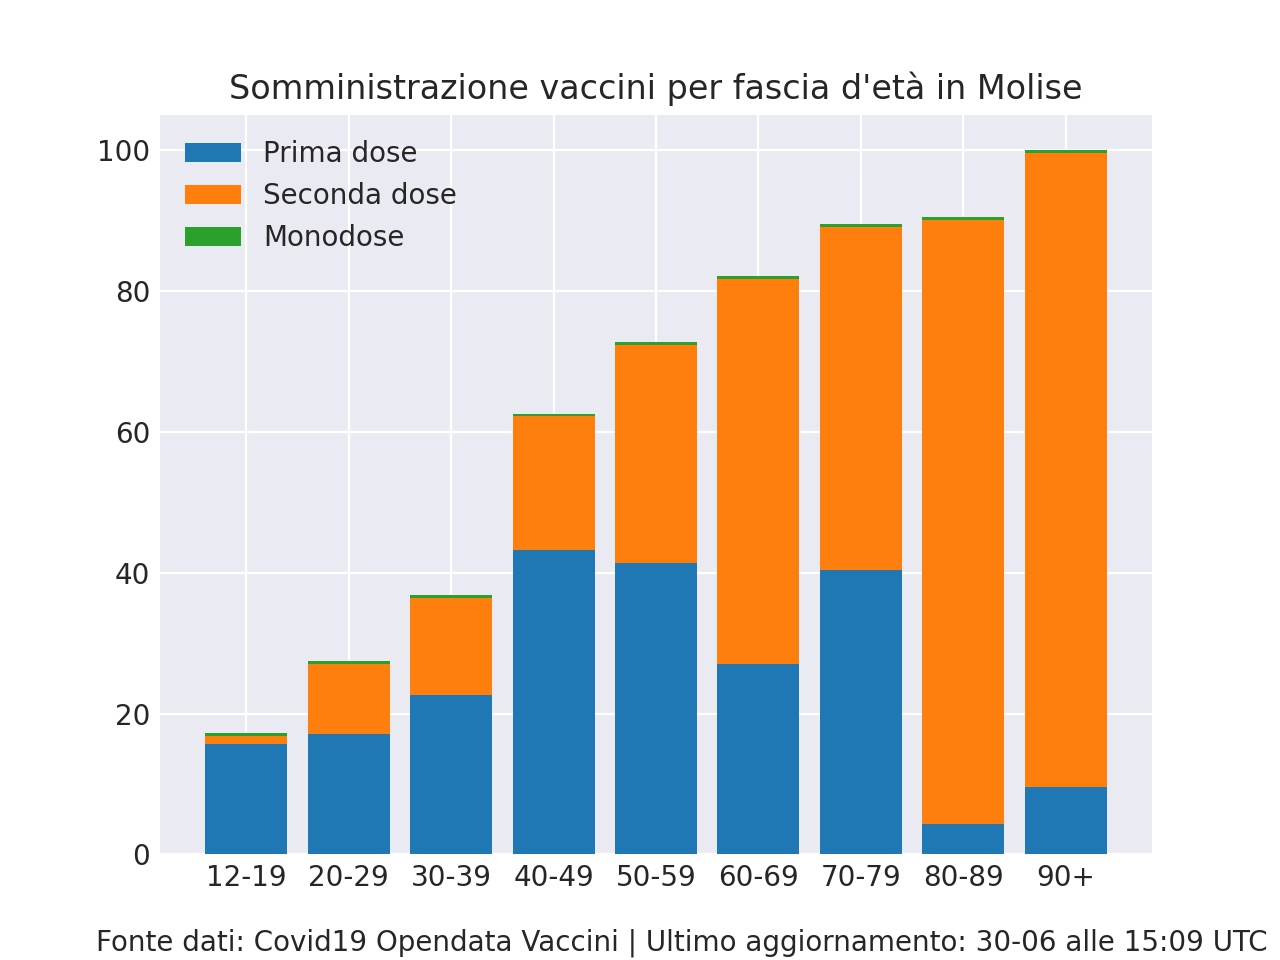 Somministrazione vaccini per fascia d'età in Molise
Prima dose
Seconda dose
Monodose
100
80
60
40
20
0
12-19 20-29 30-39 40-49 50-59 60-69 70-79 80-89 90+
Fonte dati: Covid19 Opendata Vaccini | Ultimo aggiornamento: 30-06 alle 15:09 UTC